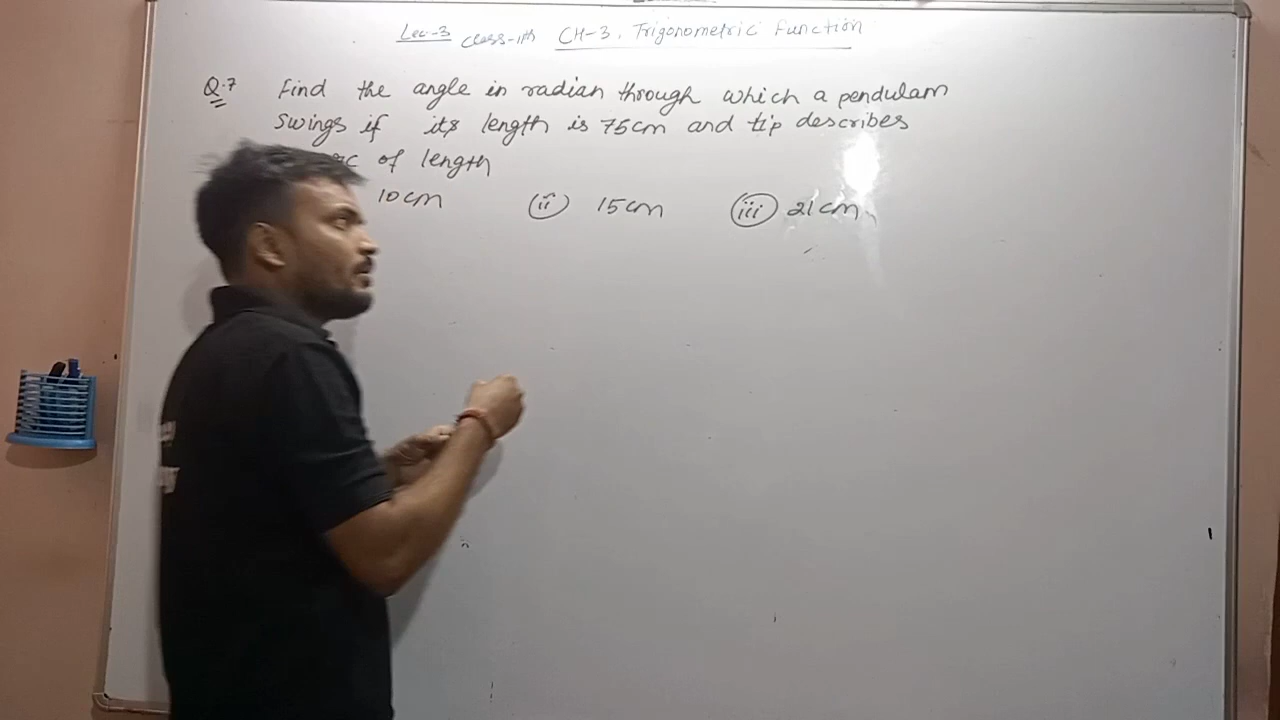 Lec-3 Class-11th CH-3. Trigonometric Function
Q.7 Find the angle in radian through which a pendulam
swings if its length is 75cm and tip describes
of length
10cm (ii) 15cm (iii) 21cm